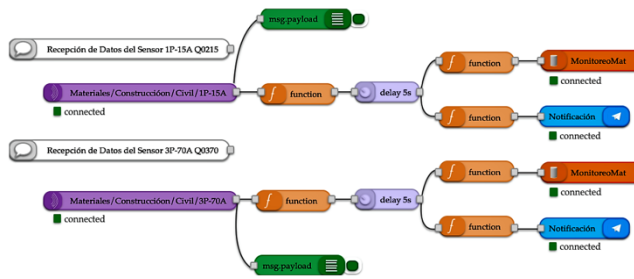 msg.payload
Recepción de Datos del Sensor 1P-15A Q0215
function
MonitoreoMat
connected
Materiales/Construccióon/Civil/1P-15A
connected
function
delay 5s
function
Notificación
connected
Recepción de Datos del Sensor 3P-70A Q0370
function
MonitoreoMat
connected
Materiales/Construccióon/Civil/3P-70A
connected
function
delay 5s
function
Notificación
connected
msg.payload